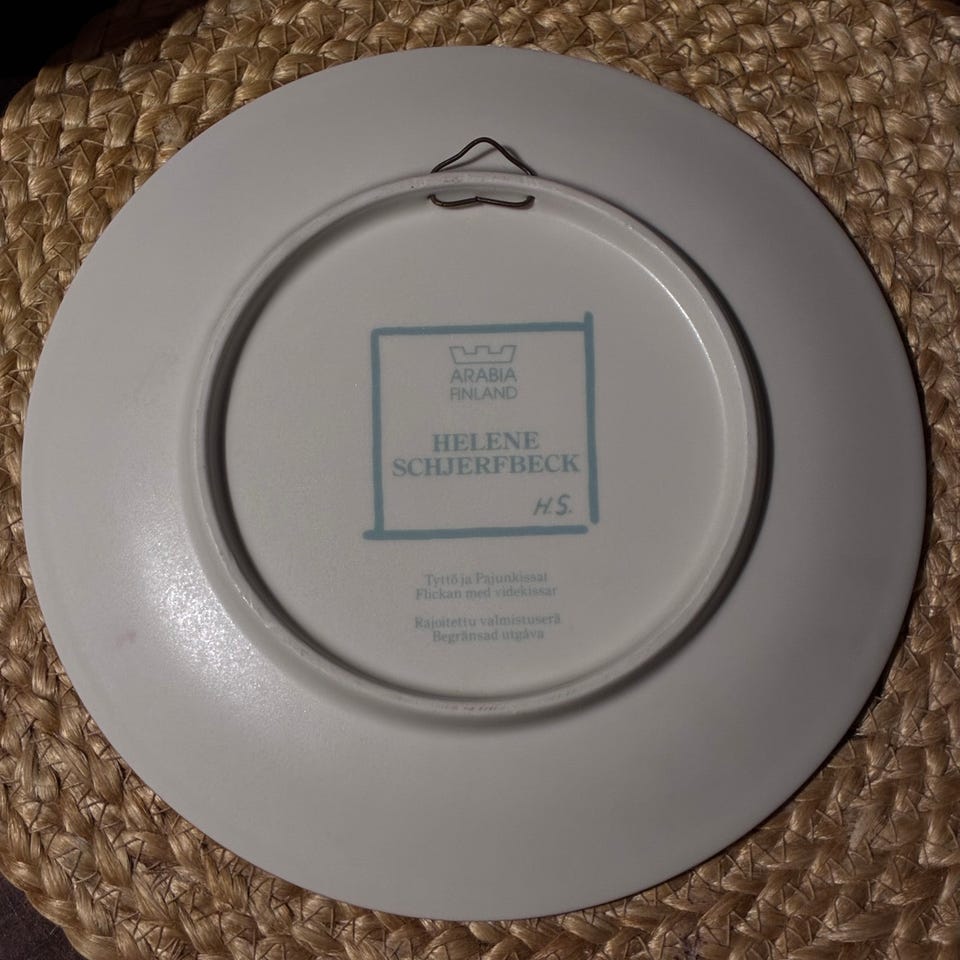 ARABIA
FINLAND
HELENE
SCHJERFBECK
H.S.
Tyttö ja Pajunkissat
Flickan med videkissar
Rajoitettu valmistuserä
Begränsad utgåva